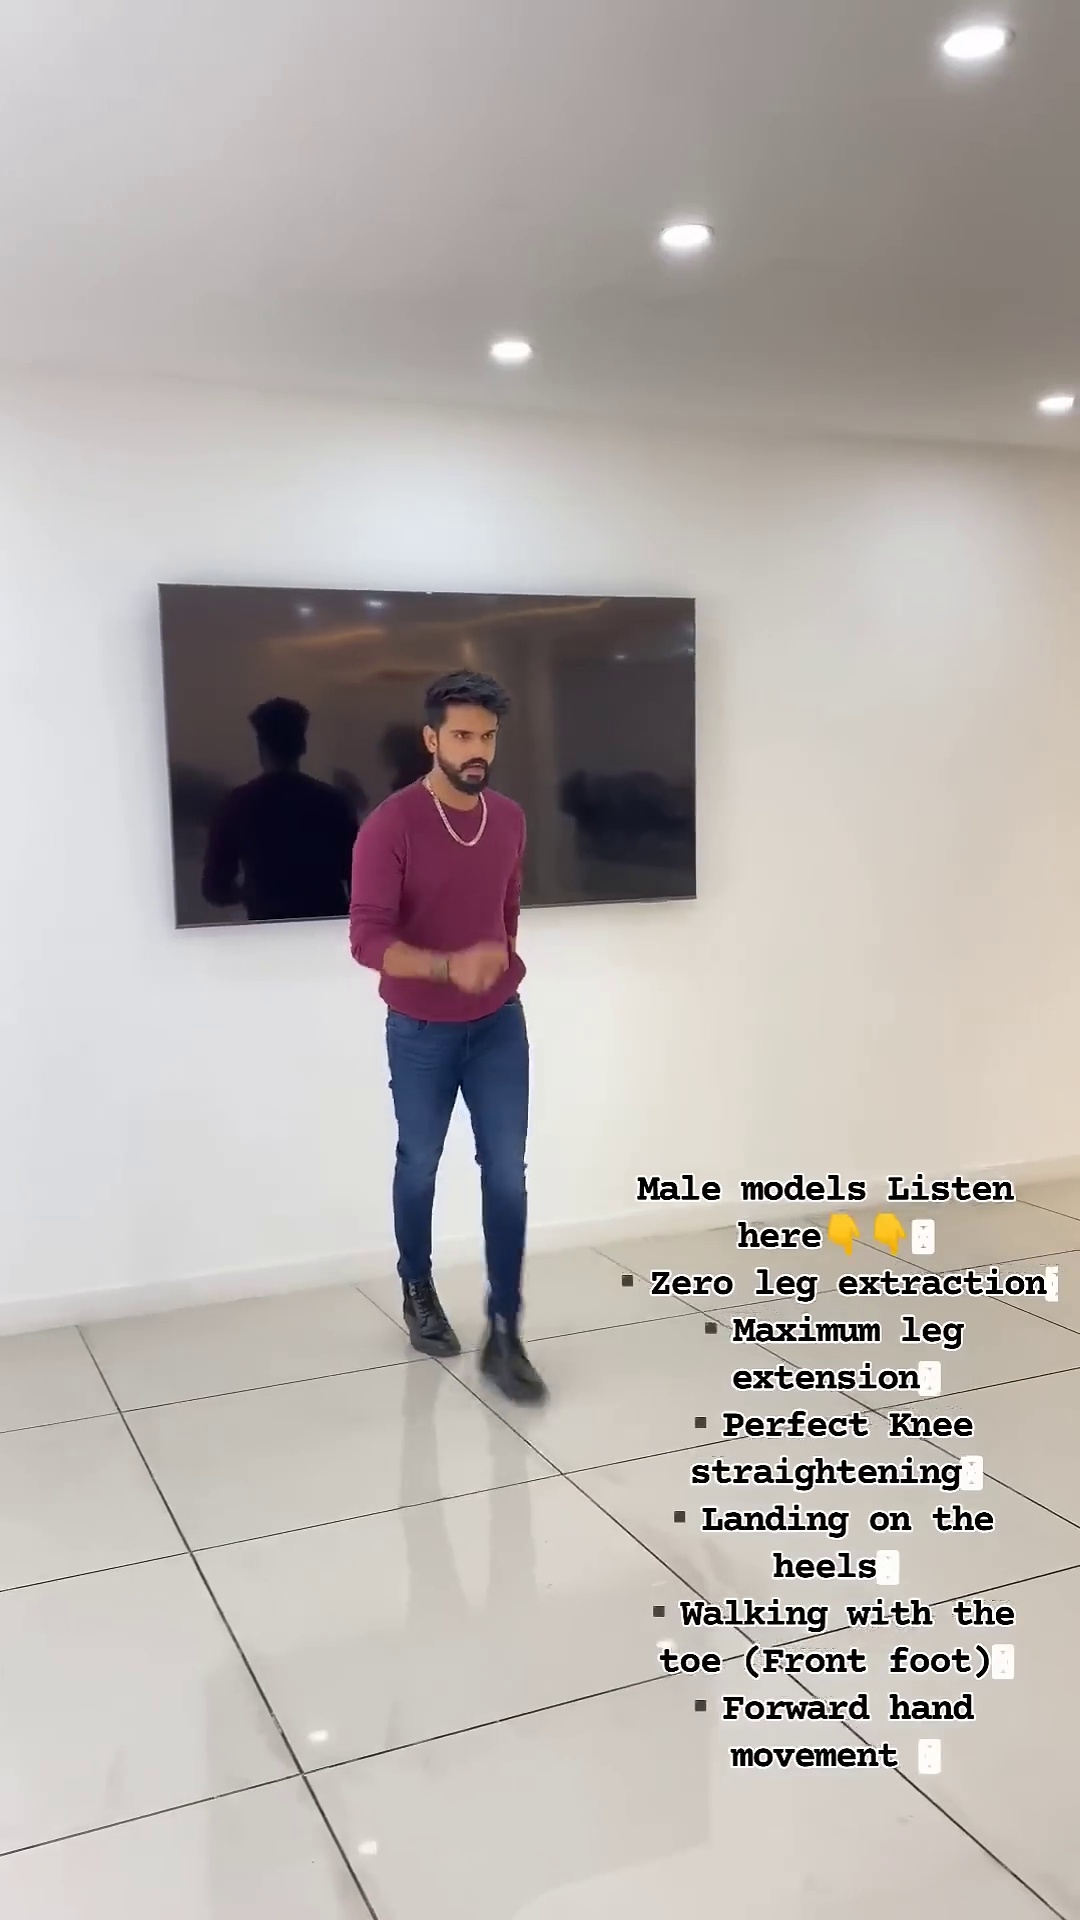 Male models Listen
here👇👇
▪ Zero leg extraction
▪ Maximum leg
extension
▪ Perfect Knee
straightening
▪ Landing on the
heels
▪ Walking with the
toe (Front foot)
▪ Forward hand
movement